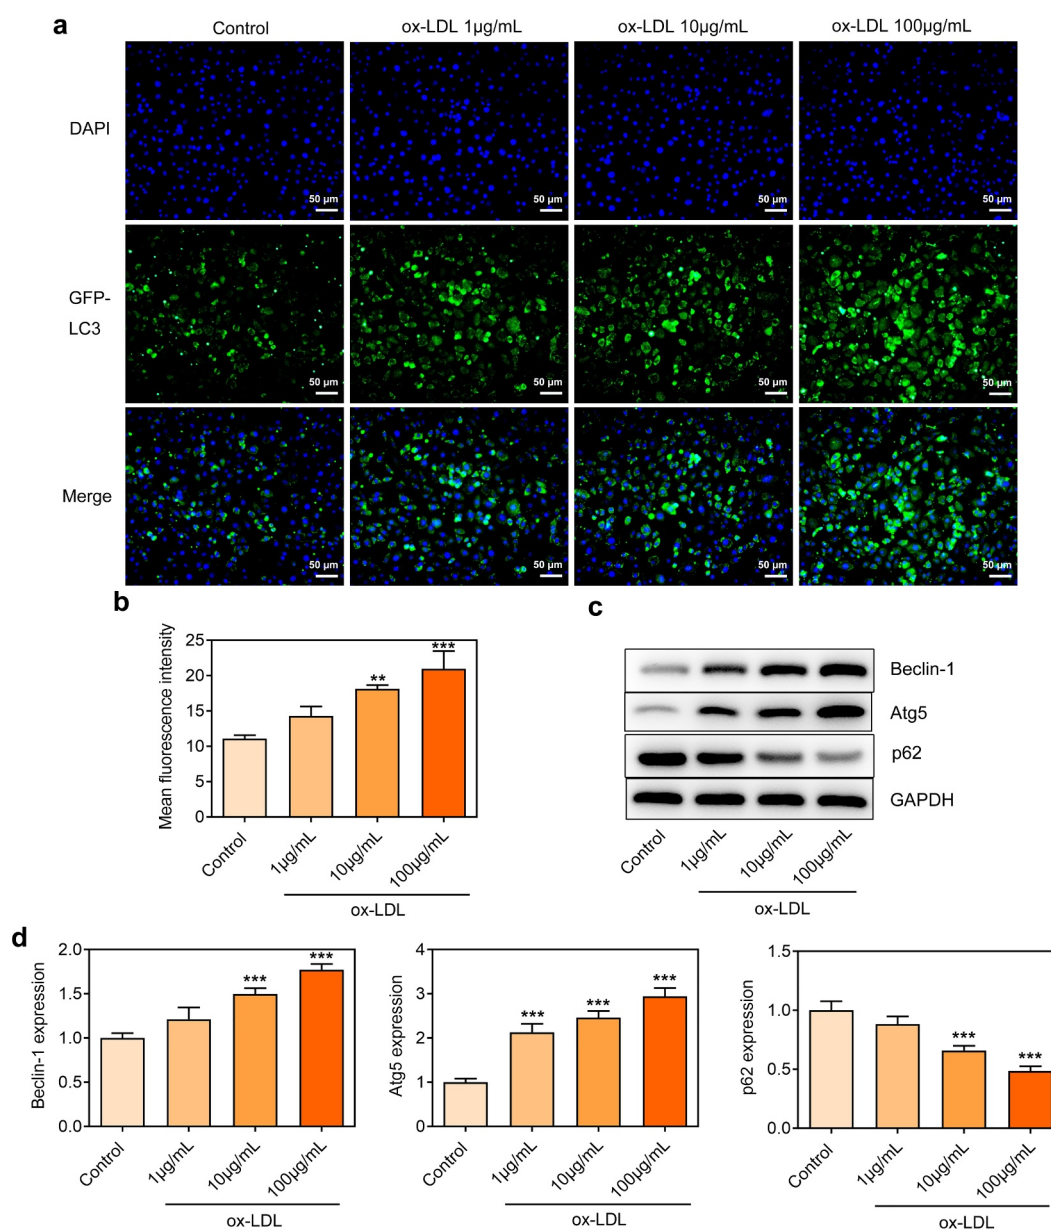 a
Control
ox-LDL 1µg/mL
ox-LDL 10µg/mL
ox-LDL 100µg/mL
DAPI
50 µm
50 µm
50 µm
50 µm
GFP-
LC3
50 µm
50 µm
50 µm
50 µm
Merge
50 µm
50 µm
50 µm
50 µm
b
Mean fluorescence intensity
25
20
15
10
5
0
**
***
Control
1µg/mL
10µg/mL
100µg/mL
ox-LDL
c
Beclin-1
Atg5
p62
GAPDH
Control
1µg/mL
10µg/mL
100µg/mL
ox-LDL
d
Beclin-1 expression
2.0
1.5
1.0
0.5
0.0
***
***
Control
1µg/mL
10µg/mL
100µg/mL
ox-LDL
Atg5 expression
4
3
2
1
0
***
***
***
Control
1µg/mL
10µg/mL
100µg/mL
ox-LDL
p62 expression
1.5
1.0
0.5
0.0
***
***
Control
1µg/mL
10µg/mL
100µg/mL
ox-LDL